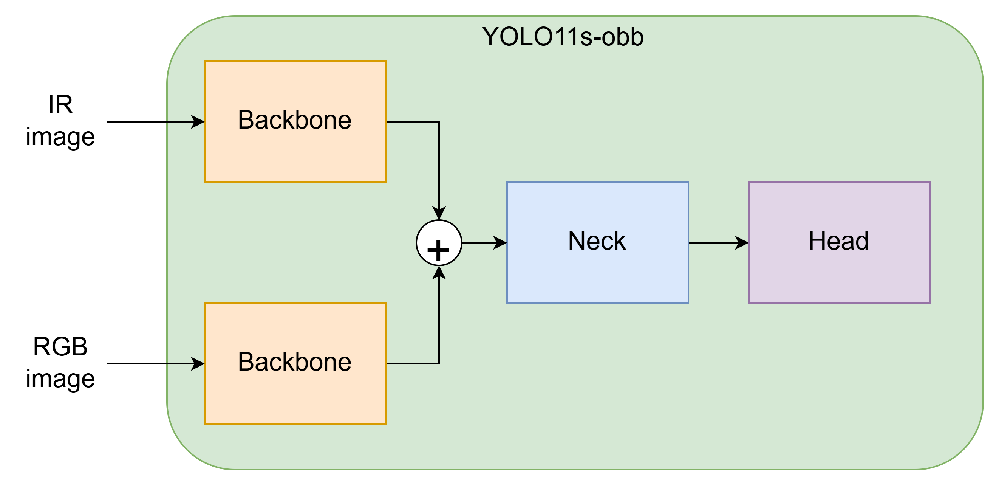 YOLO11s-obb
IR
image
Backbone
+
Neck
Head
RGB
image
Backbone